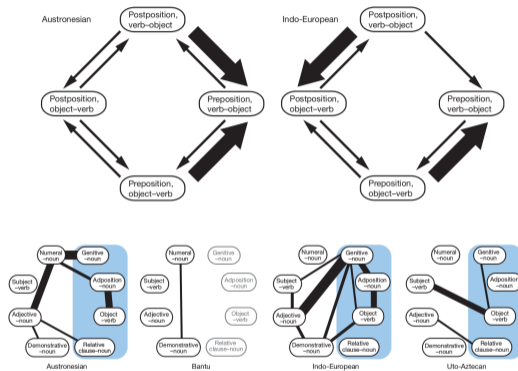 Austronesian
Postposition,
verb–object
Postposition,
object–verb
Preposition,
verb–object
Preposition,
object–verb
Indo-European
Postposition,
verb–object
Postposition,
object–verb
Preposition,
verb–object
Preposition,
object–verb
Numeral
–noun
Genitive
–noun
Subject
–verb
Adposition
–noun
Adjective
–noun
Object
–verb
Demonstrative
–noun
Relative
clause–noun
Austronesian
Numeral
–noun
Genitive
–noun
Subject
–verb
Adposition
–noun
Adjective
–noun
Object
–verb
Demonstrative
–noun
Relative
clause–noun
Bantu
Numeral
–noun
Genitive
–noun
Subject
–verb
Adposition
–noun
Adjective
–noun
Object
–verb
Demonstrative
–noun
Relative
clause–noun
Indo-European
Numeral
–noun
Genitive
–noun
Subject
–verb
Adposition
–noun
Adjective
–noun
Object
–verb
Demonstrative
–noun
Relative
clause–noun
Uto-Aztecan